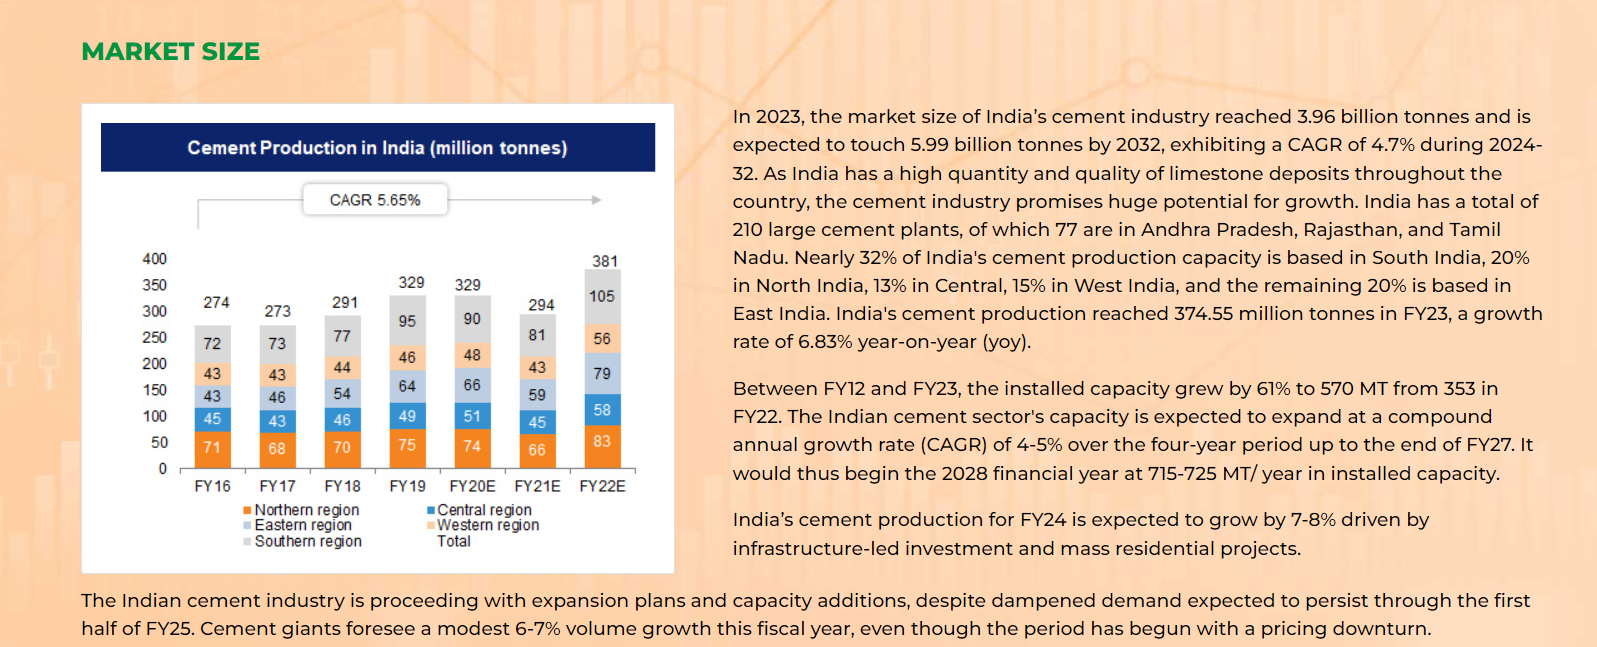 MARKET SIZE
Cement Production in India (million tonnes)
CAGR 5.65%
400
350
300
250
200
150
100
50
0
274
72
43
43
45
71
273
73
43
46
43
68
291
77
44
54
46
70
329
95
46
64
49
75
329
90
48
66
51
74
294
81
43
59
45
66
381
105
56
79
58
83
FY16 FY17 FY18 FY19 FY20E FY21E FY22E
Northern region Central region
Eastern region Western region
Southern region Total
In 2023, the market size of India’s cement industry reached 3.96 billion tonnes and is
expected to touch 5.99 billion tonnes by 2032, exhibiting a CAGR of 4.7% during 2024-
32. As India has a high quantity and quality of limestone deposits throughout the
country, the cement industry promises huge potential for growth. India has a total of
210 large cement plants, of which 77 are in Andhra Pradesh, Rajasthan, and Tamil
Nadu. Nearly 32% of India's cement production capacity is based in South India, 20%
in North India, 13% in Central, 15% in West India, and the remaining 20% is based in
East India. India's cement production reached 374.55 million tonnes in FY23, a growth
rate of 6.83% year-on-year (yoy).
Between FY12 and FY23, the installed capacity grew by 61% to 570 MT from 353 in
FY22. The Indian cement sector's capacity is expected to expand at a compound
annual growth rate (CAGR) of 4-5% over the four-year period up to the end of FY27. It
would thus begin the 2028 financial year at 715-725 MT/ year in installed capacity.
India’s cement production for FY24 is expected to grow by 7-8% driven by
infrastructure-led investment and mass residential projects.
The Indian cement industry is proceeding with expansion plans and capacity additions, despite dampened demand expected to persist through the first
half of FY25. Cement giants foresee a modest 6-7% volume growth this fiscal year, even though the period has begun with a pricing downturn.